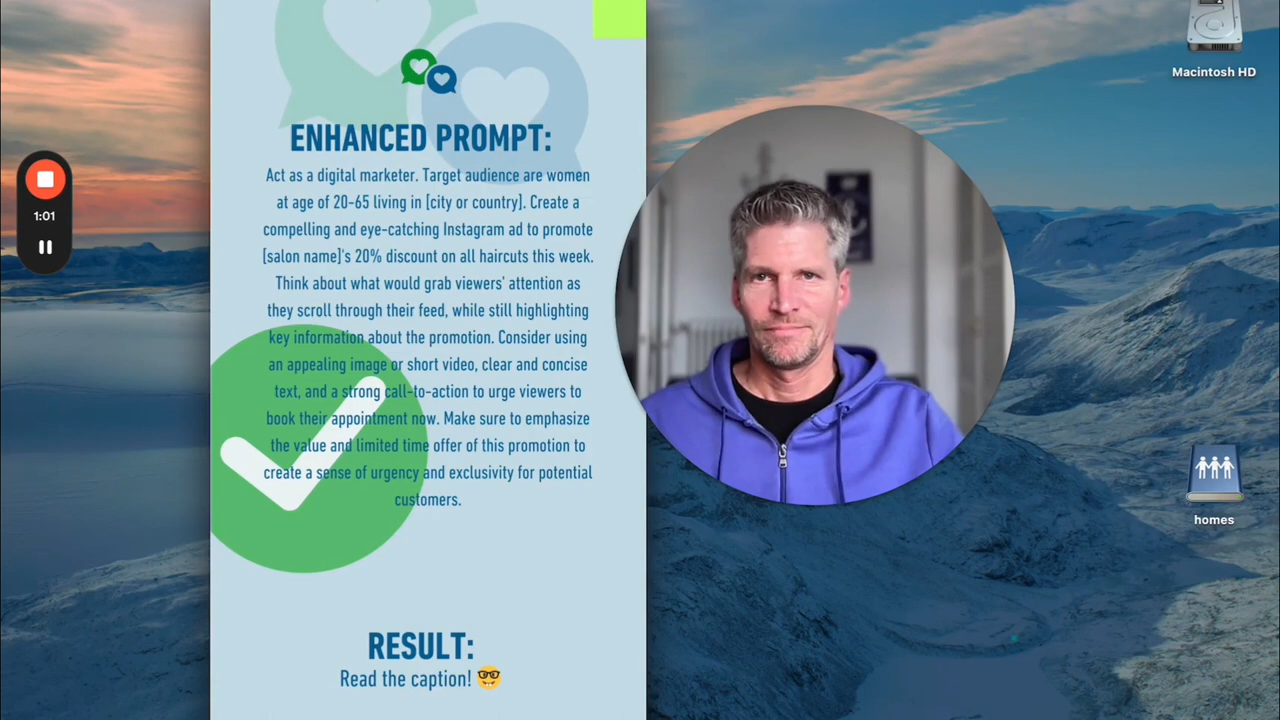 ENHANCED PROMPT:
Act as a digital marketer. Target audience are women
at age of 20-65 living in [city or country]. Create a
compelling and eye-catching Instagram ad to promote
[salon name]'s 20% discount on all haircuts this week.
Think about what would grab viewers' attention as
they scroll through their feed, while still highlighting
key information about the promotion. Consider using
an appealing image or short video, clear and concise
text, and a strong call-to-action to urge viewers to
book their appointment now. Make sure to emphasize
the value and limited time offer of this promotion to
create a sense of urgency and exclusivity for potential
customers.
RESULT:
Read the caption! 🤓
1:01
Macintosh HD
homes